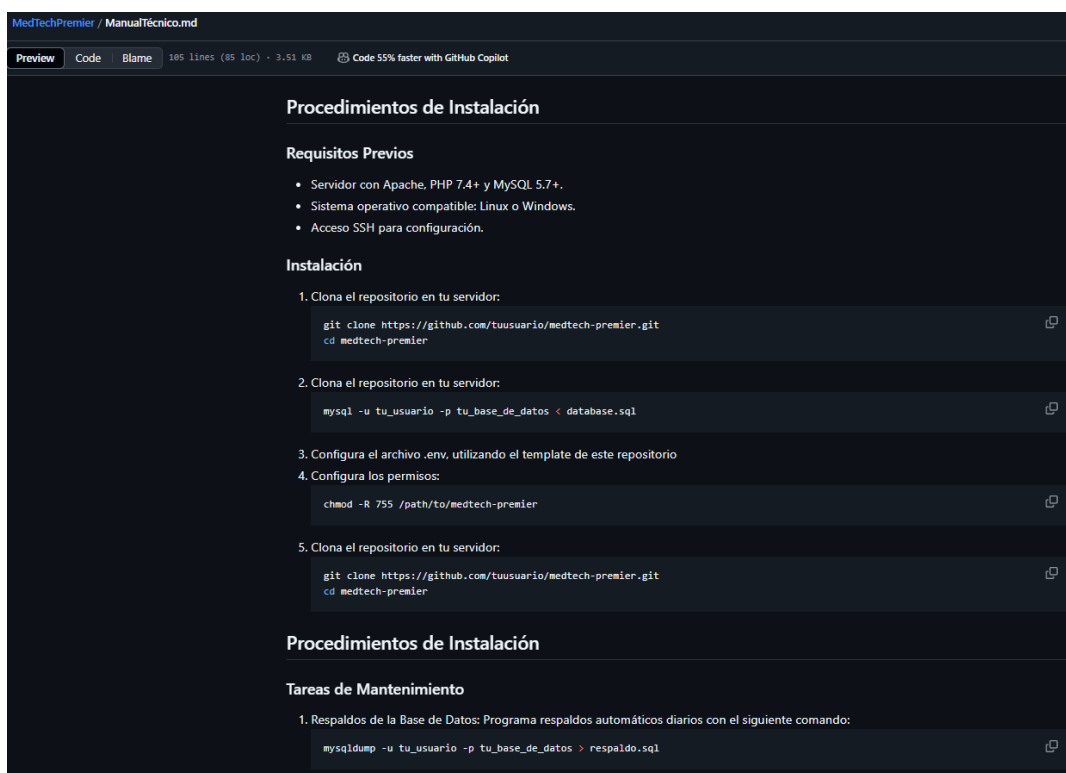 MedTechPremier / ManualTécnico.md
Preview Code Blame 105 lines (85 loc) · 3.51 KB Code 55% faster with GitHub Copilot
Procedimientos de Instalación
Requisitos Previos
• Servidor con Apache, PHP 7.4+ y MySQL 5.7+.
• Sistema operativo compatible: Linux o Windows.
• Acceso SSH para configuración.
Instalación
1. Clona el repositorio en tu servidor:
git clone https://github.com/tuusuario/medtech-premier.git
cd medtech-premier
2. Clona el repositorio en tu servidor:
mysql -u tu_usuario -p tu_base_de_datos < database.sql
3. Configura el archivo .env, utilizando el template de este repositorio
4. Configura los permisos:
chmod -R 755 /path/to/medtech-premier
5. Clona el repositorio en tu servidor:
git clone https://github.com/tuusuario/medtech-premier.git
cd medtech-premier
Procedimientos de Instalación
Tareas de Mantenimiento
1. Respaldos de la Base de Datos: Programa respaldos automáticos diarios con el siguiente comando:
mysqldump -u tu_usuario -p tu_base_de_datos > respaldo.sql